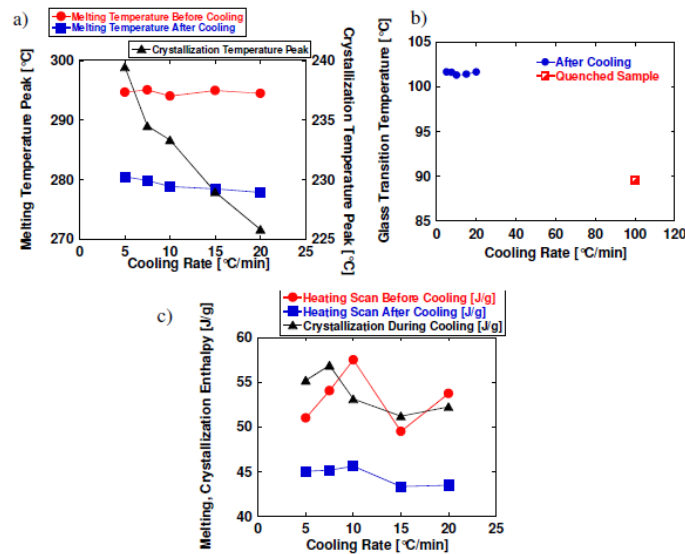 a)
Melting Temperature Before Cooling
Melting Temperature After Cooling
Crystallization Temperature Peak
Melting Temperature Peak [°C]
300
290
280
270
240
235
230
225
Crystallization Temperature Peak [°C]
0 5 10 15 20 25
Cooling Rate [°C/min]
b)
Glass Transition Temperature [°C]
105
100
95
90
85
After Cooling
Quenched Sample
0 20 40 60 80 100 120
Cooling Rate [°C/min]
c)
Heating Scan Before Cooling [J/g]
Heating Scan After Cooling [J/g]
Crystallization During Cooling [J/g]
Melting, Crystallization Enthalpy [J/g]
60
55
50
45
40
0 5 10 15 20 25
Cooling Rate [°C/min]